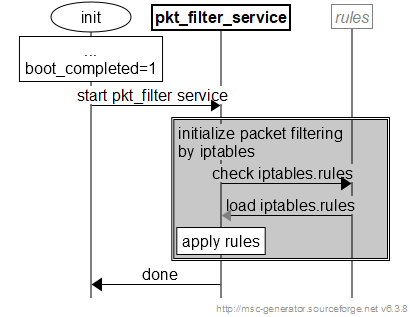 init
pkt_filter_service
rules
...
boot_completed=1
start pkt_filter service
initialize packet filtering
by iptables
check iptables.rules
load iptables.rules
apply rules
done
http://msc-generator.sourceforge.net v6.3.8